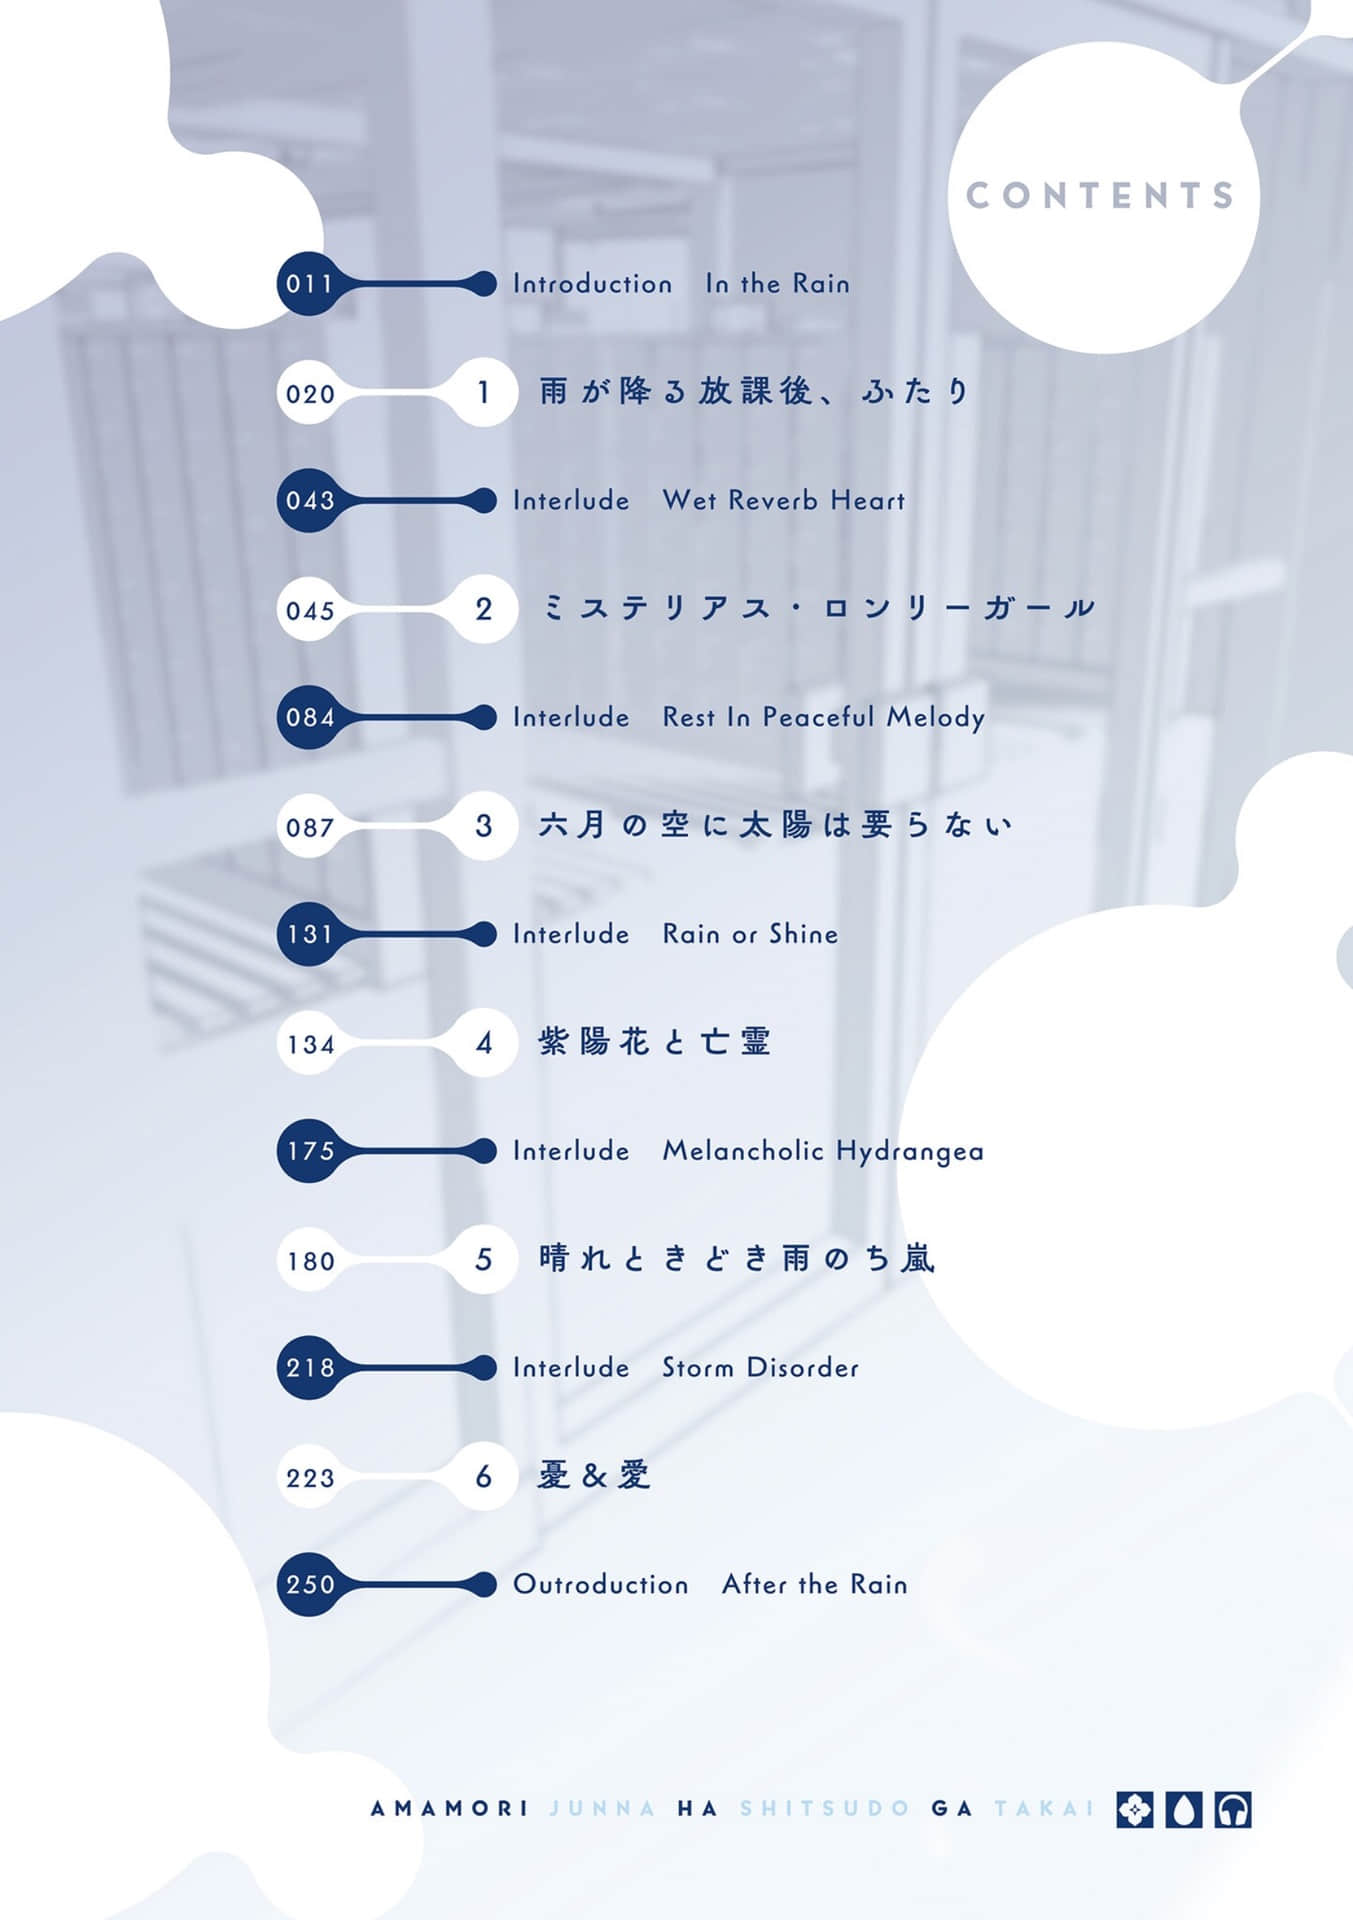 CONTENTS
011 Introduction In the Rain
020 1 雨が降る放課後、ふたり
043 Interlude Wet Reverb Heart
045 2 ミステリアス・ロンリーガール
084 Interlude Rest In Peaceful Melody
087 3 六月の空に太陽は要らない
131 Interlude Rain or Shine
134 4 紫陽花と亡霊
175 Interlude Melancholic Hydrangea
180 5 晴れときどき雨のち嵐
218 Interlude Storm Disorder
223 6 憂&愛
250 Outroduction After the Rain
AMAMORI JUNNA HA SHITSUDO GA TAKAI